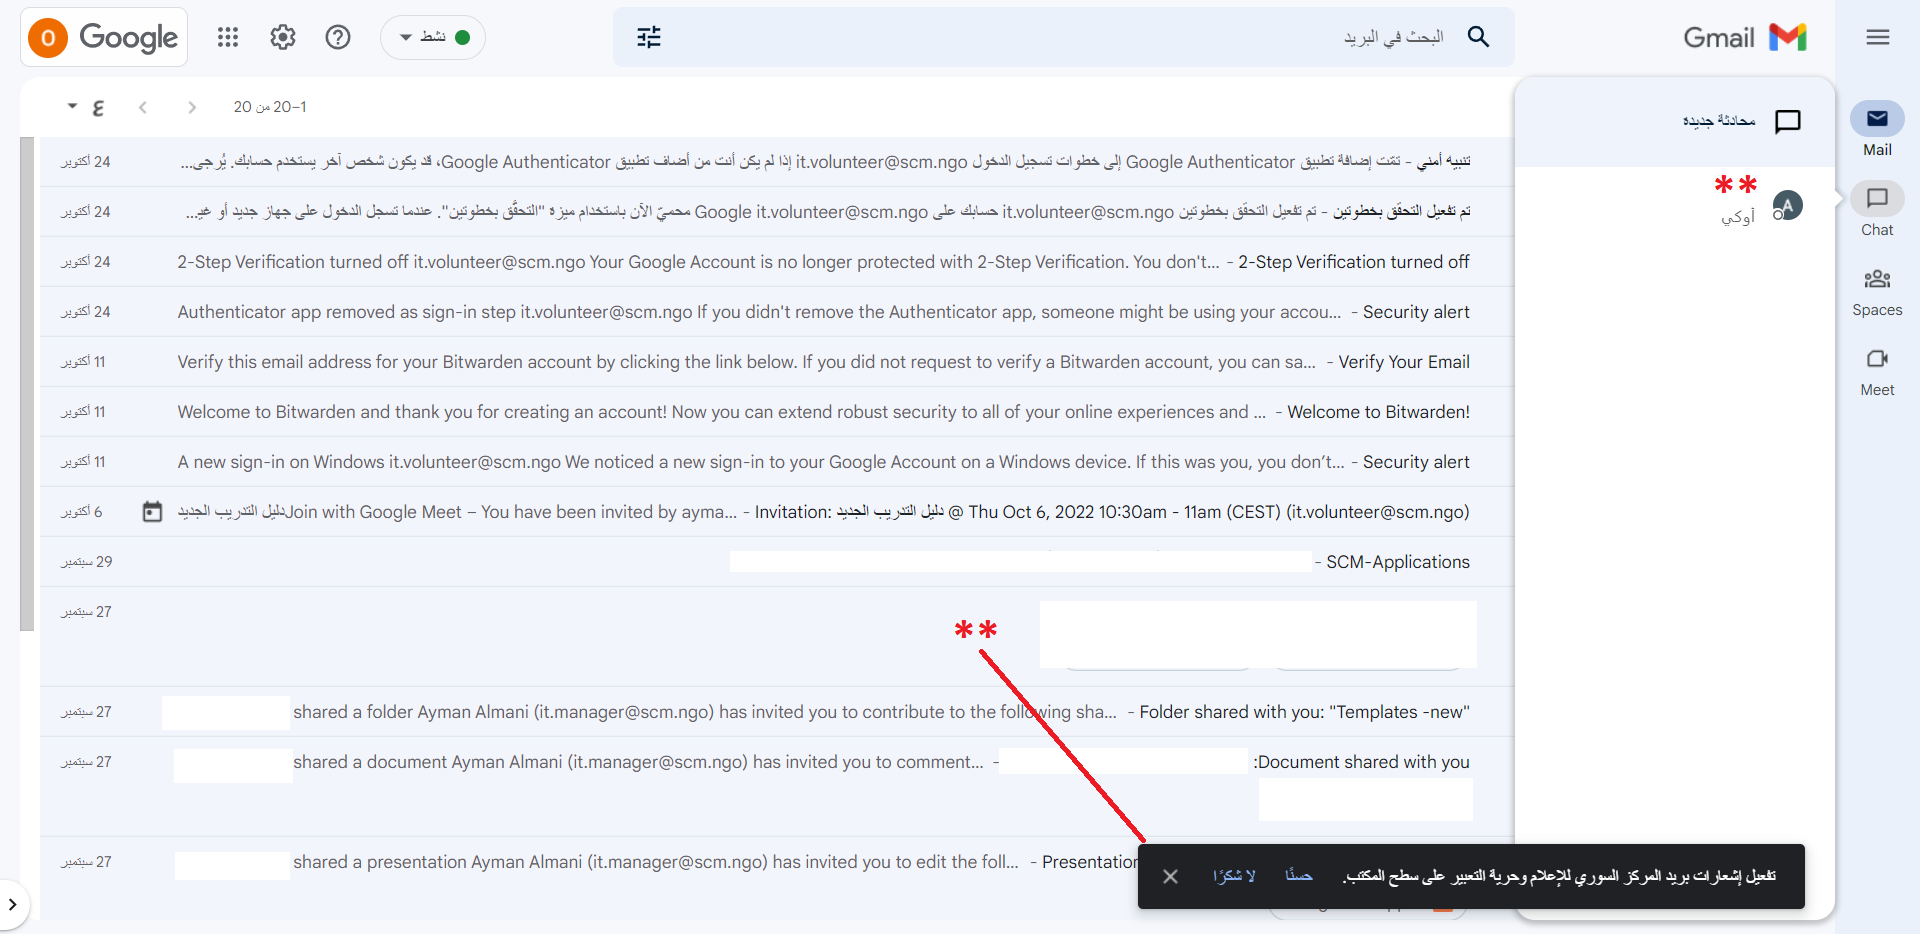 Gmail
البحث في البريد
نشط
Google
O
Mail
Chat
Spaces
Meet
محادثة جديدة
**
A
أوكي
1–20 من 20
ع
تنبيه أمني - تمّت إضافة تطبيق Google Authenticator إلى خطوات تسجيل الدخول it.volunteer@scm.ngo إذا لم يكن أنت من أضاف تطبيق Google Authenticator، قد يكون شخص آخر يستخدم حسابك. يُرجى...
24 أكتوبر
تم تفعيل التحقّق بخطوتين - تم تفعيل التحقّق بخطوتين it.volunteer@scm.ngo حسابك على Google it.volunteer@scm.ngo محميّ الآن باستخدام ميزة "التحقَّق بخطوتين". عندما تسجل الدخول على جهاز جديد أو غير...
24 أكتوبر
2-Step Verification turned off it.volunteer@scm.ngo Your Google Account is no longer protected with 2-Step Verification. You don't... - 2-Step Verification turned off
24 أكتوبر
Authenticator app removed as sign-in step it.volunteer@scm.ngo If you didn't remove the Authenticator app, someone might be using your accou... - Security alert
24 أكتوبر
Verify this email address for your Bitwarden account by clicking the link below. If you did not request to verify a Bitwarden account, you can sa... - Verify Your Email
11 أكتوبر
Welcome to Bitwarden and thank you for creating an account! Now you can extend robust security to all of your online experiences and ... - Welcome to Bitwarden!
11 أكتوبر
A new sign-in on Windows it.volunteer@scm.ngo We noticed a new sign-in to your Google Account on a Windows device. If this was you, you don't... - Security alert
11 أكتوبر
دليل التدريب الجديدJoin with Google Meet – You have been invited by ayma... - Invitation: دليل التدريب الجديد @ Thu Oct 6, 2022 10:30am - 11am (CEST) (it.volunteer@scm.ngo)
6 أكتوبر
- SCM-Applications
29 سبتمبر
27 سبتمبر
**
shared a folder Ayman Almani (it.manager@scm.ngo) has invited you to contribute to the following sha... - Folder shared with you: "Templates -new"
27 سبتمبر
shared a document Ayman Almani (it.manager@scm.ngo) has invited you to comment... - Document shared with you:
27 سبتمبر
shared a presentation Ayman Almani (it.manager@scm.ngo) has invited you to edit the foll... - Presentation
27 سبتمبر
تفعيل إشعارات بريد المركز السوري للإعلام وحرية التعبير على سطح المكتب. حسنًا لا شكرًا